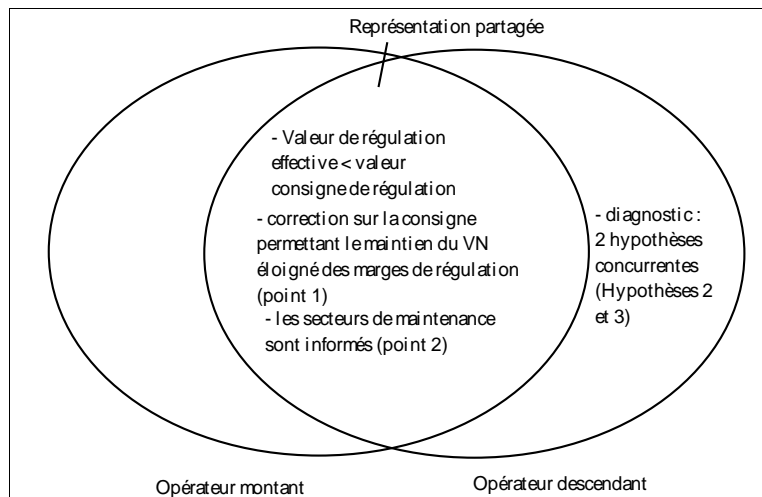 Représentation partagée
- Valeur de régulation
effective < valeur
consigne de régulation
- correction sur la consigne
permettant le maintien du VN
éloigné des marges de régulation
(point 1)
- les secteurs de maintenance
sont informés (point 2)
- diagnostic :
2 hypothèses
concurrentes
(Hypothèses 2
et 3)
Opérateur montant
Opérateur descendant